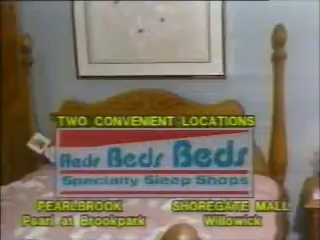 TWO CONVENIENT LOCATIONS
Beds Beds Beds
Specialty Sleep Shops
PEARLBROOK SHOREGATE MALL
Pearl at Brookpark Willowick